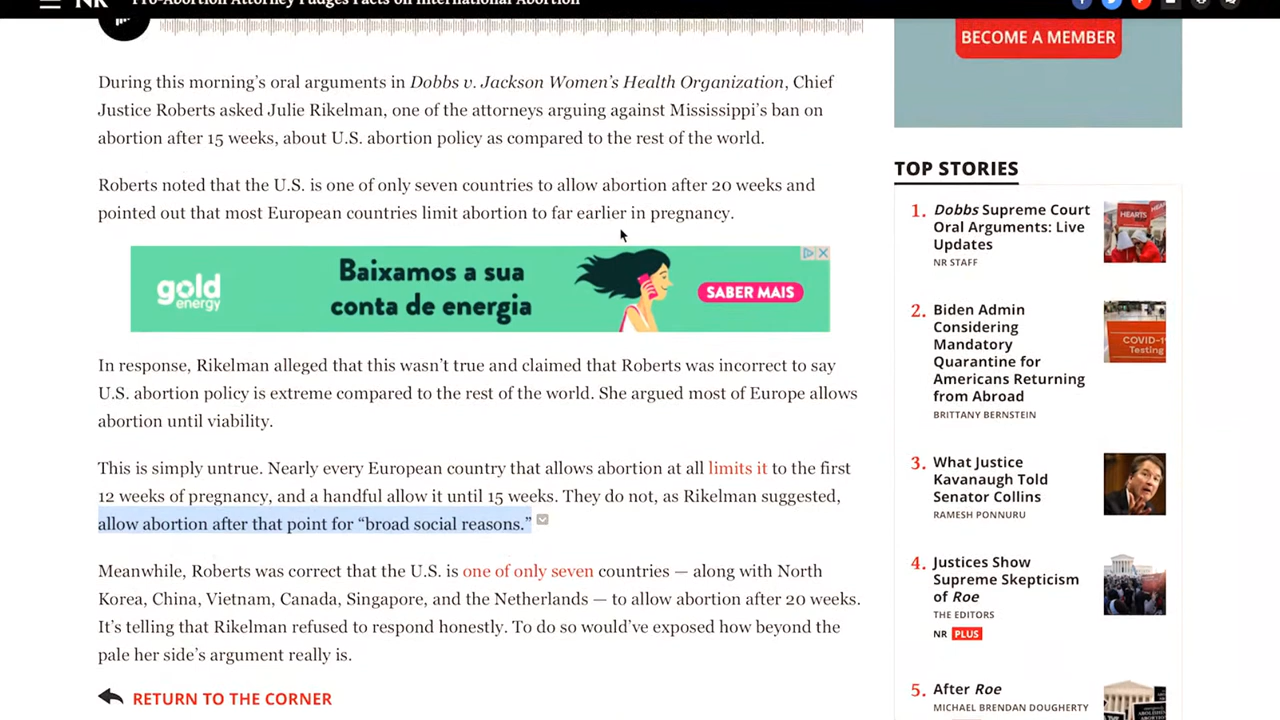 NR
Pro-Abortion Attorney Fudges Facts on International Abortion
During this morning's oral arguments in Dobbs v. Jackson Women's Health Organization, Chief
Justice Roberts asked Julie Rikelman, one of the attorneys arguing against Mississippi's ban on
abortion after 15 weeks, about U.S. abortion policy as compared to the rest of the world.
Roberts noted that the U.S. is one of only seven countries to allow abortion after 20 weeks and
pointed out that most European countries limit abortion to far earlier in pregnancy.
gold
energy
Baixamos a sua
conta de energia
SABER MAIS
In response, Rikelman alleged that this wasn't true and claimed that Roberts was incorrect to say
U.S. abortion policy is extreme compared to the rest of the world. She argued most of Europe allows
abortion until viability.
This is simply untrue. Nearly every European country that allows abortion at all limits it to the first
12 weeks of pregnancy, and a handful allow it until 15 weeks. They do not, as Rikelman suggested,
allow abortion after that point for “broad social reasons.”
Meanwhile, Roberts was correct that the U.S. is one of only seven countries — along with North
Korea, China, Vietnam, Canada, Singapore, and the Netherlands — to allow abortion after 20 weeks.
It's telling that Rikelman refused to respond honestly. To do so would've exposed how beyond the
pale her side's argument really is.
RETURN TO THE CORNER
BECOME A MEMBER
TOP STORIES
1. Dobbs Supreme Court
Oral Arguments: Live
Updates
NR STAFF
HEARTS
2. Biden Admin
Considering
Mandatory
Quarantine for
Americans Returning
from Abroad
BRITTANY BERNSTEIN
COVID-1
Testing
3. What Justice
Kavanaugh Told
Senator Collins
RAMESH PONNURU
4. Justices Show
Supreme Skepticism
of Roe
THE EDITORS
NR PLUS
5. After Roe
MICHAEL BRENDAN DOUGHERTY